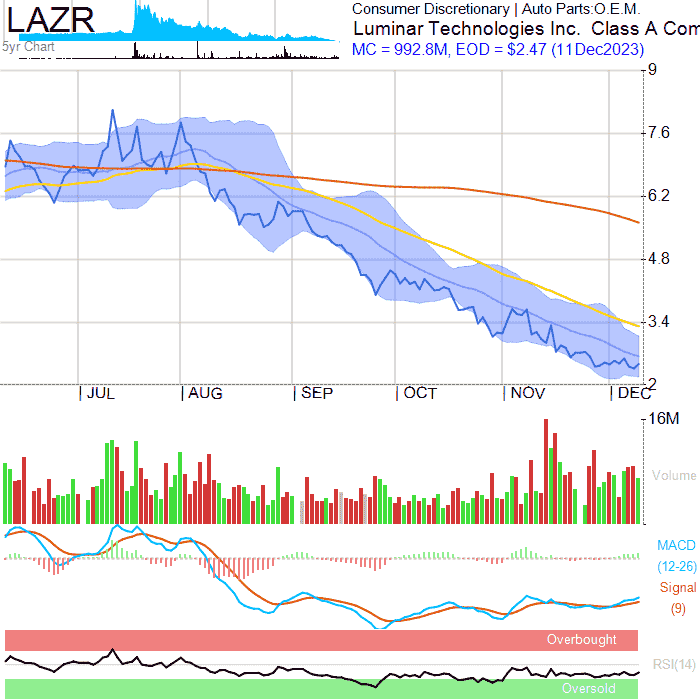 LAZR
Consumer Discretionary | Auto Parts:O.E.M.
Luminar Technologies Inc.  Class A Com
MC = 992.8M, EOD = $2.47 (11Dec2023)
5yr Chart
9
7.6
6.2
4.8
3.4
2
| JUL | AUG | SEP | OCT | NOV | DEC
16M
Volume
MACD
(12-26)
Signal
(9)
Overbought
RSI(14)
Oversold